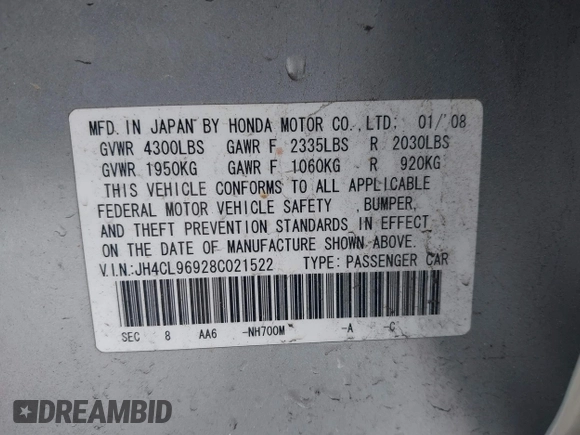 MFD. IN JAPAN BY HONDA MOTOR CO.,LTD: 01/'08
GVWR 4300LBS GAWR F 2335LBS R 2030LBS
GVWR 1950KG GAWR F 1060KG R 920KG
THIS VEHICLE CONFORMS TO ALL APPLICABLE
FEDERAL MOTOR VEHICLE SAFETY ,BUMPER,
AND THEFT PREVENTION STANDARDS IN EFFECT
ON THE DATE OF MANUFACTURE SHOWN ABOVE.
V.I.N:JH4CL96928C021522 TYPE: PASSENGER CAR
SEC 8 AA6 -NH700M -A -C
DREAMBID